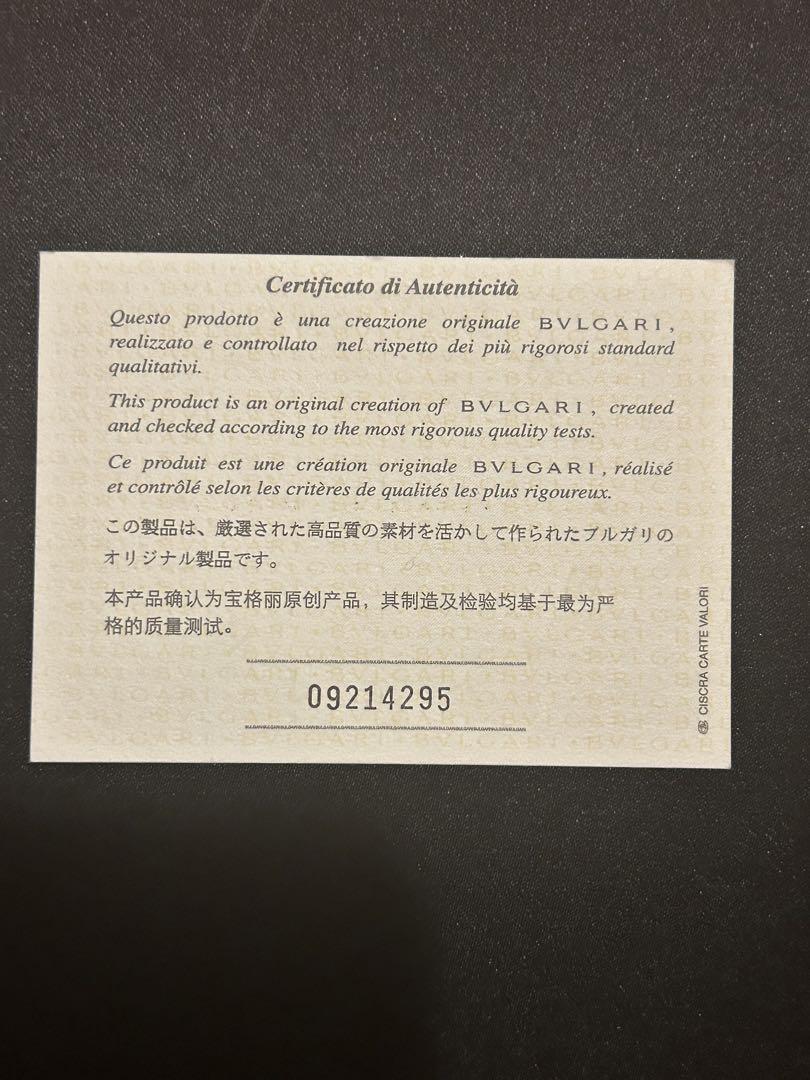 Certificato di Autenticità
Questo prodotto è una creazione originale BVLGARI,
realizzato e controllato nel rispetto dei più rigorosi standard
qualitativi.
This product is an original creation of BVLGARI, created
and checked according to the most rigorous quality tests.
Ce produit est une création originale BVLGARI, réalisé
et contrôlé selon les critères de qualités les plus rigoureux.
この製品は、厳選された高品質の素材を活かして作られたブルガリの
オリジナル製品です。
本产品确认为宝格丽原创产品，其制造及检验均基于最为严
格的质量测试。
09214295
CISCRA CARTE VALORI